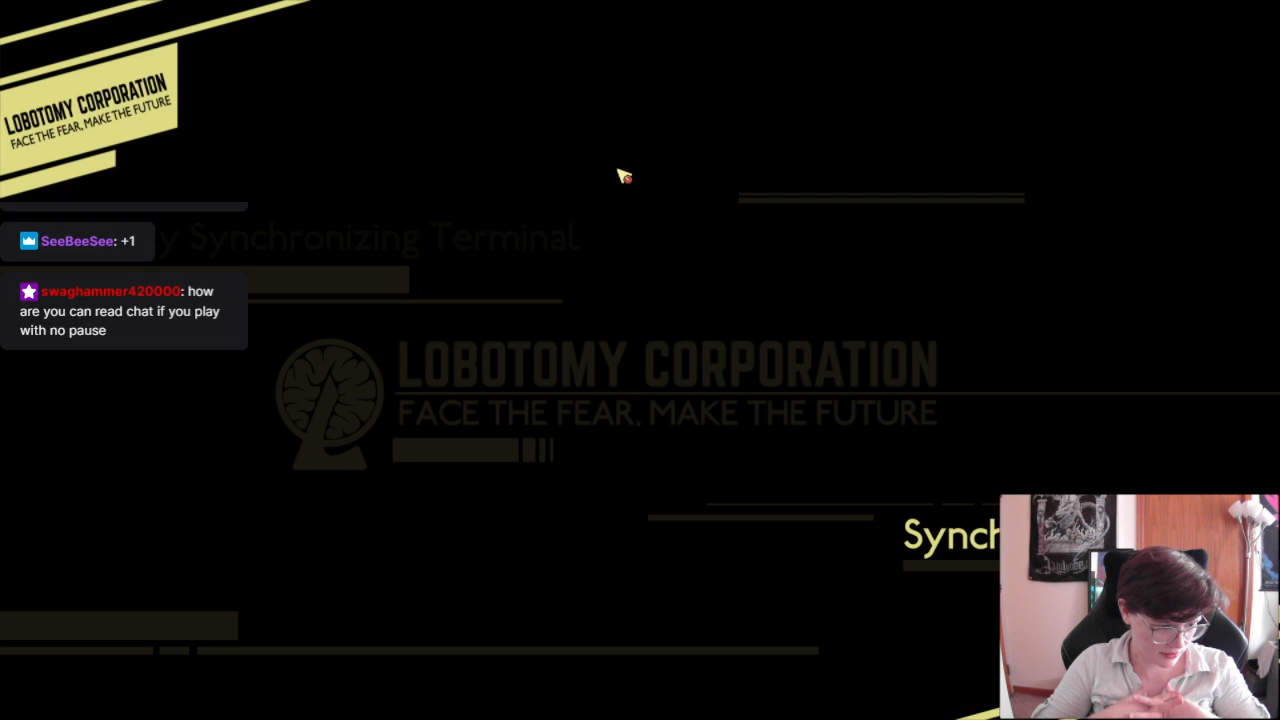 LOBOTOMY CORPORATION
FACE THE FEAR, MAKE THE FUTURE
SeeBeeSee: +1
y Synchronizing Terminal
swaghammer420000: how
are you can read chat if you play
with no pause
LOBOTOMY CORPORATION
FACE THE FEAR, MAKE THE FUTURE
Synch